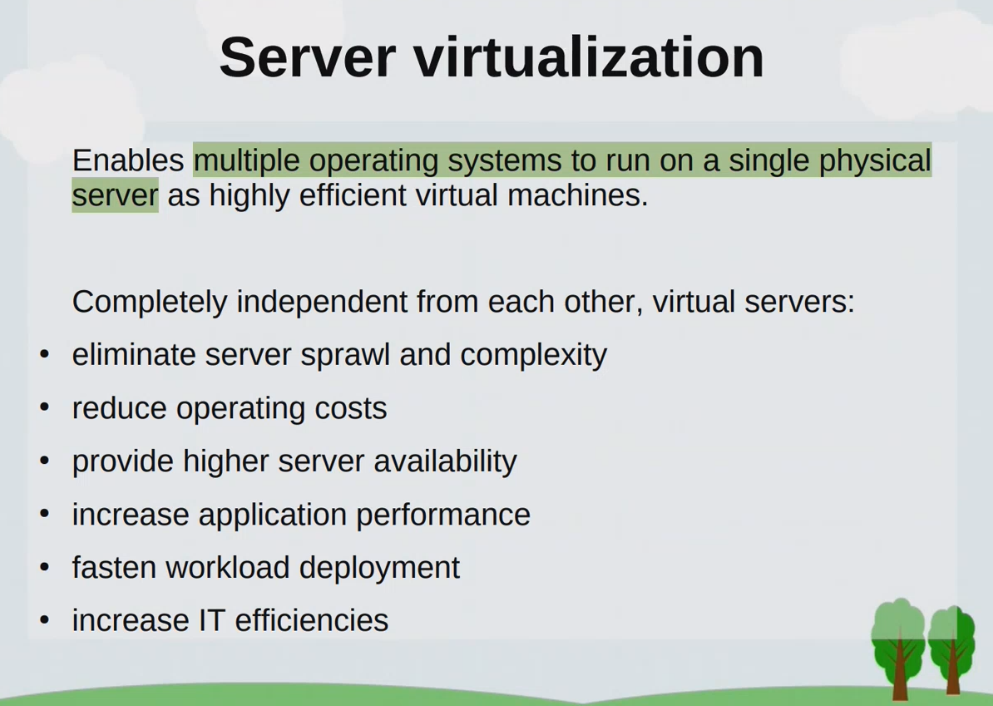 Server virtualization
Enables multiple operating systems to run on a single physical
server as highly efficient virtual machines.
Completely independent from each other, virtual servers:
• eliminate server sprawl and complexity
• reduce operating costs
• provide higher server availability
• increase application performance
• fasten workload deployment
• increase IT efficiencies